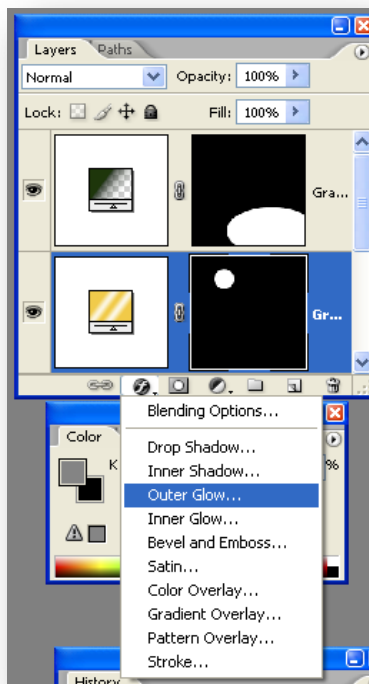 Layers Paths
Normal Opacity: 100%
Lock: Fill: 100%
Gra...
Gr...
Blending Options...
Color
K %
Drop Shadow...
Inner Shadow...
Outer Glow...
Inner Glow...
Bevel and Emboss...
Satin...
Color Overlay...
Gradient Overlay...
Pattern Overlay...
Stroke...
History